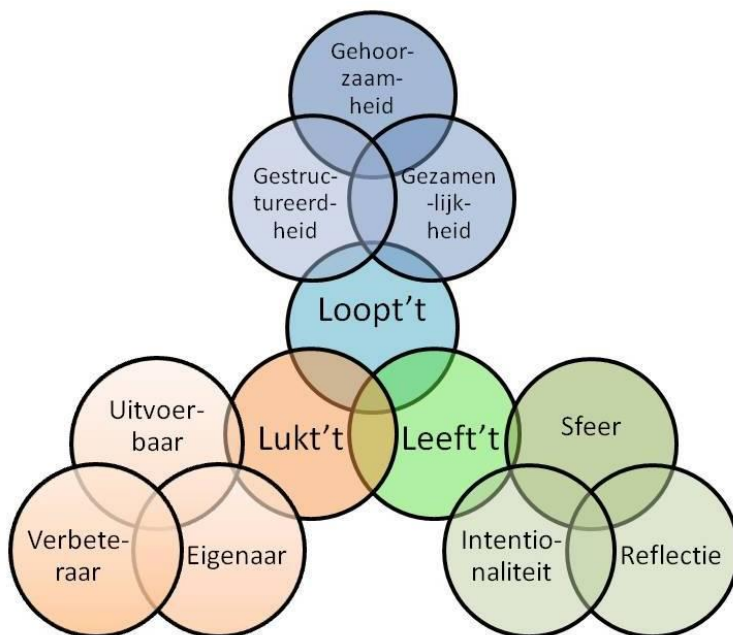 Gehoor-
zaam-
heid
Gestruc-
tureerd-
heid
Gezamen
-lijk-
heid
Loopt't
Uitvoer-
baar
Lukt't
Leeft't
Sfeer
Verbete-
raar
Eigenaar
Intentio-
naliteit
Reflectie